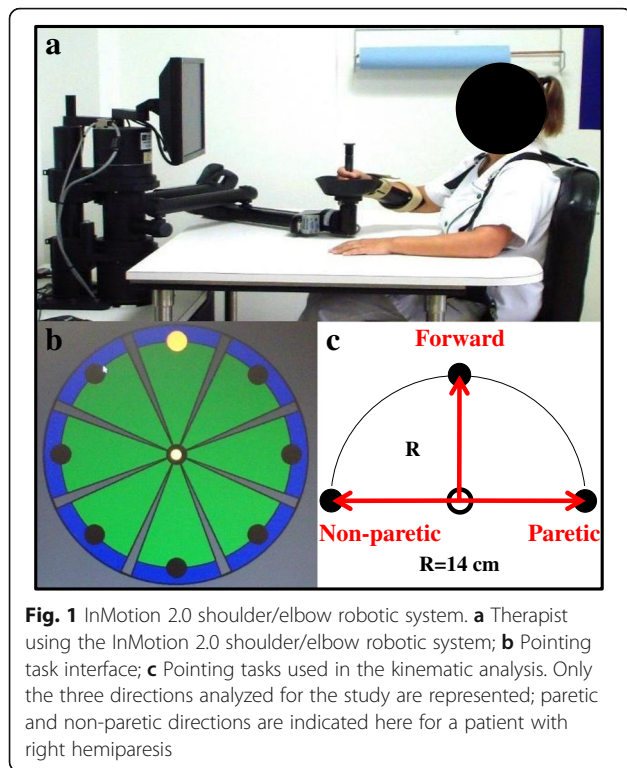 a
b
c
Forward
R
Non-paretic
Paretic
R=14 cm
Fig. 1 InMotion 2.0 shoulder/elbow robotic system. a Therapist
using the InMotion 2.0 shoulder/elbow robotic system; b Pointing
task interface; c Pointing tasks used in the kinematic analysis. Only
the three directions analyzed for the study are represented; paretic
and non-paretic directions are indicated here for a patient with
right hemiparesis